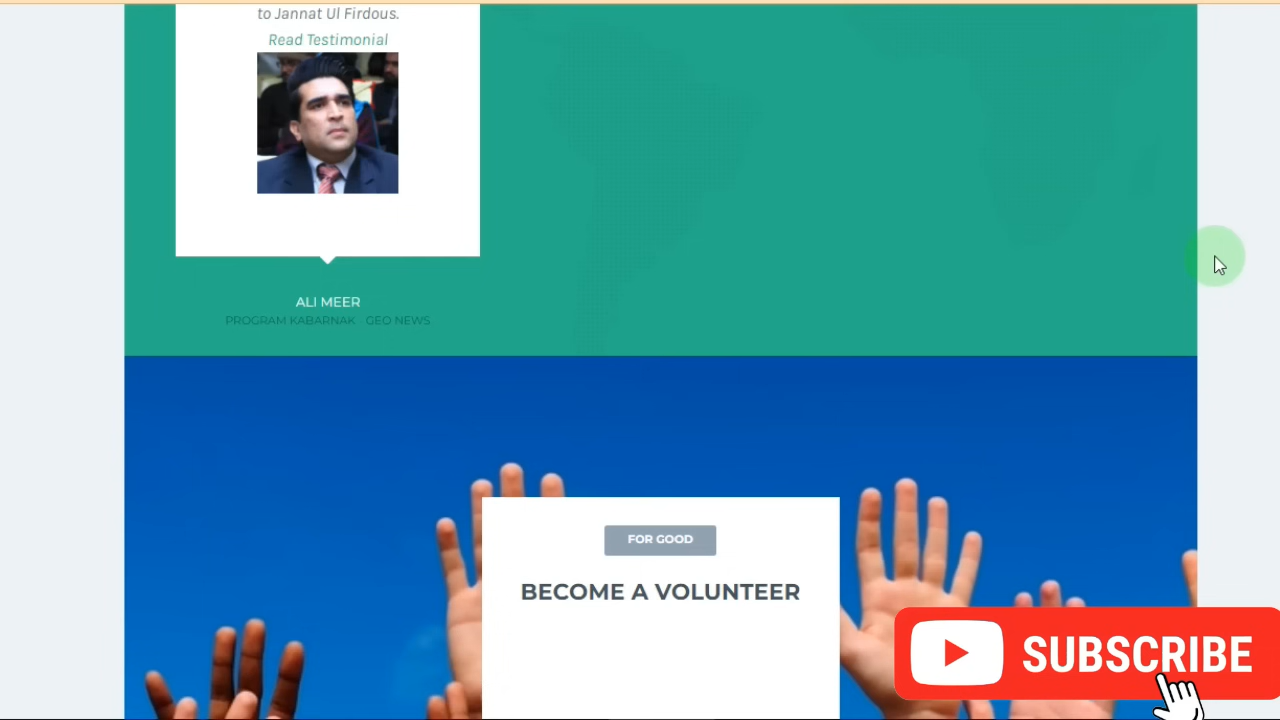 to Jannat Ul Firdous.
Read Testimonial
ALI MEER
PROGRAM KABARNAK - GEO NEWS
FOR GOOD
BECOME A VOLUNTEER
SUBSCRIBE